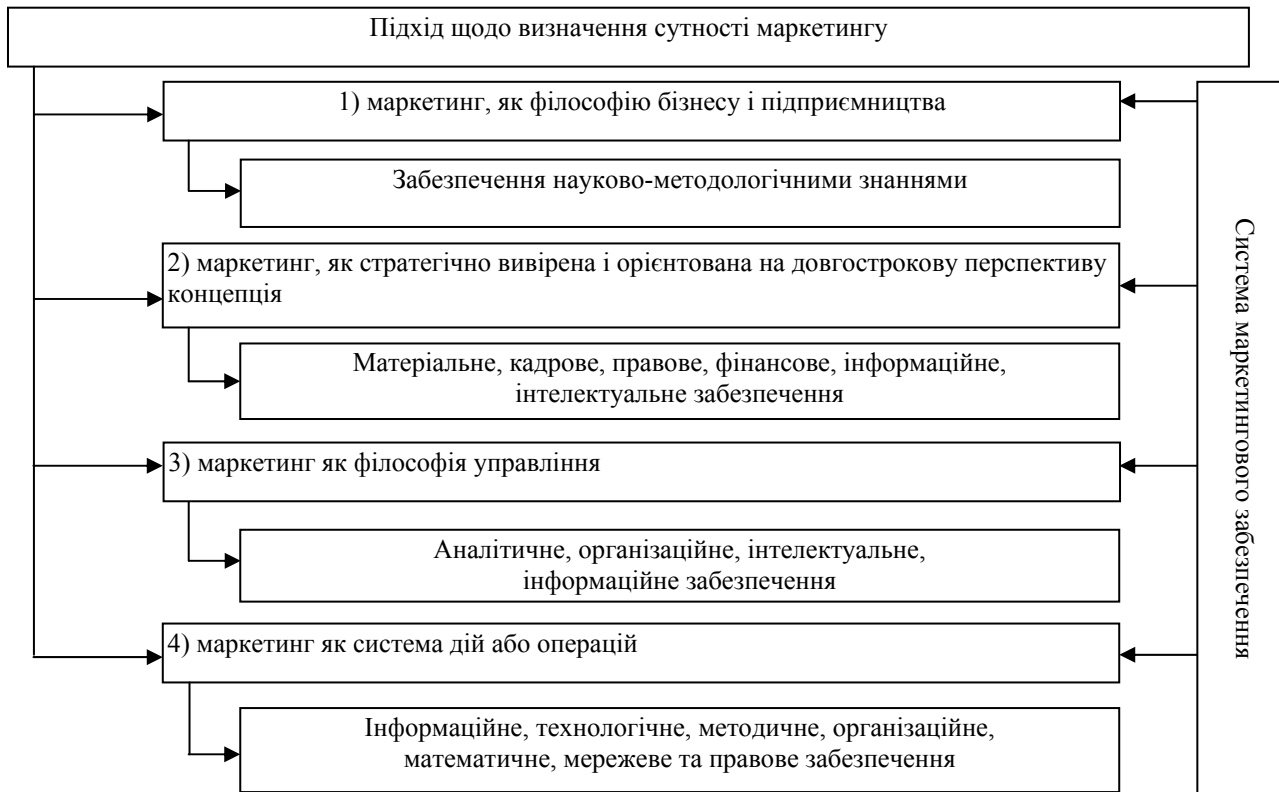 Підхід щодо визначення сутності маркетингу
1) маркетинг, як філософію бізнесу і підприємництва
Забезпечення науково-методологічними знаннями
2) маркетинг, як стратегічно вивірена і орієнтована на довгострокову перспективу
концепція
Матеріальне, кадрове, правове, фінансове, інформаційне,
інтелектуальне забезпечення
3) маркетинг як філософія управління
Аналітичне, організаційне, інтелектуальне,
інформаційне забезпечення
4) маркетинг як система дій або операцій
Інформаційне, технологічне, методичне, організаційне,
математичне, мережеве та правове забезпечення
Система маркетингового забезпечення